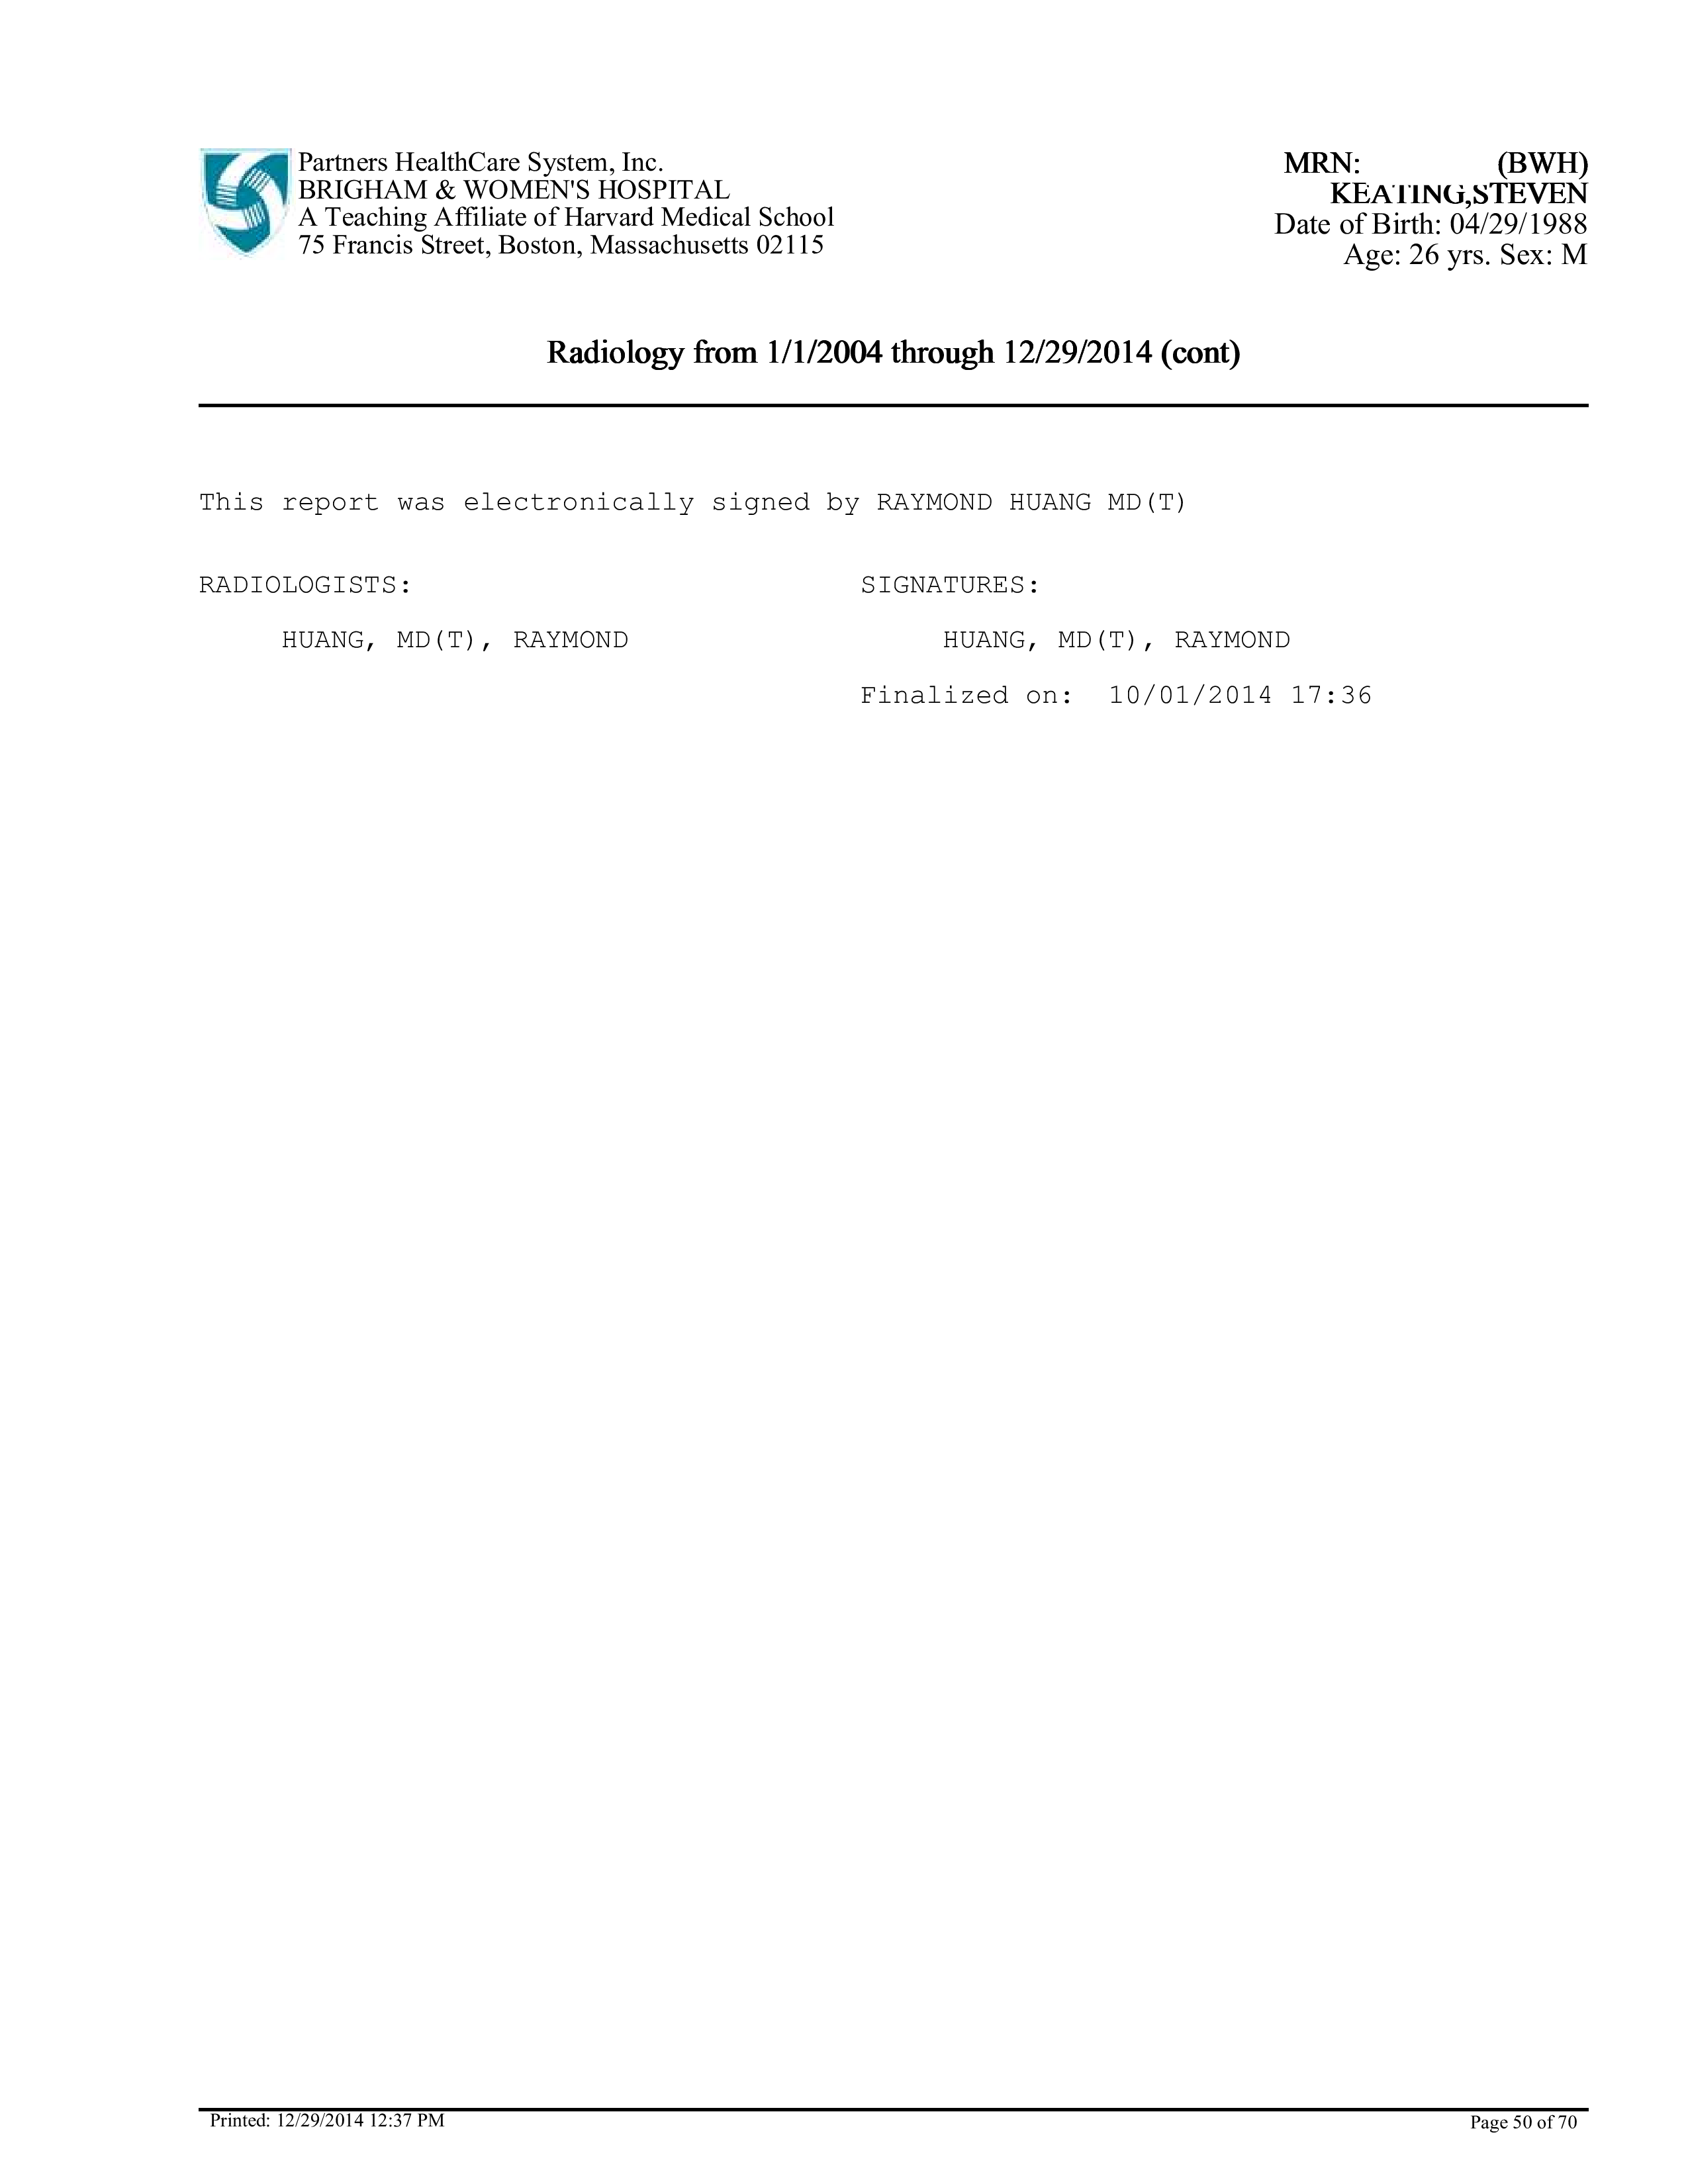 Partners HealthCare System, Inc.
BRIGHAM & WOMEN'S HOSPITAL
A Teaching Affiliate of Harvard Medical School
75 Francis Street, Boston, Massachusetts 02115
MRN: (BWH)
KEATING,STEVEN
Date of Birth: 04/29/1988
Age: 26 yrs. Sex: M
Radiology from 1/1/2004 through 12/29/2014 (cont)
This report was electronically signed by RAYMOND HUANG MD(T)
RADIOLOGISTS: SIGNATURES:
HUANG, MD(T), RAYMOND HUANG, MD(T), RAYMOND
Finalized on: 10/01/2014 17:36
Printed: 12/29/2014 12:37 PM Page 50 of 70